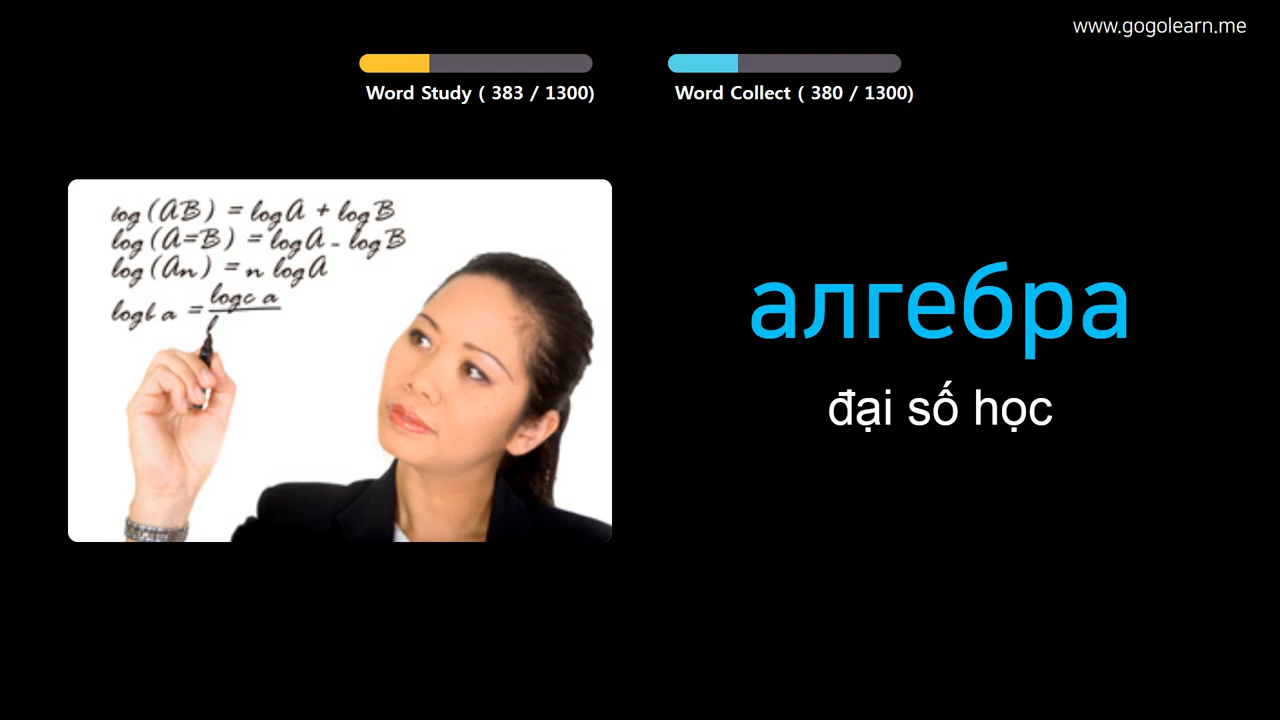 www.gogolearn.me
Word Study ( 383 / 1300)
Word Collect ( 380 / 1300)
log (AB) = log A + log B
log (A=B) = log A - log B
log (An) = n log A
logb a = logc a
l
алгебра
đại số học